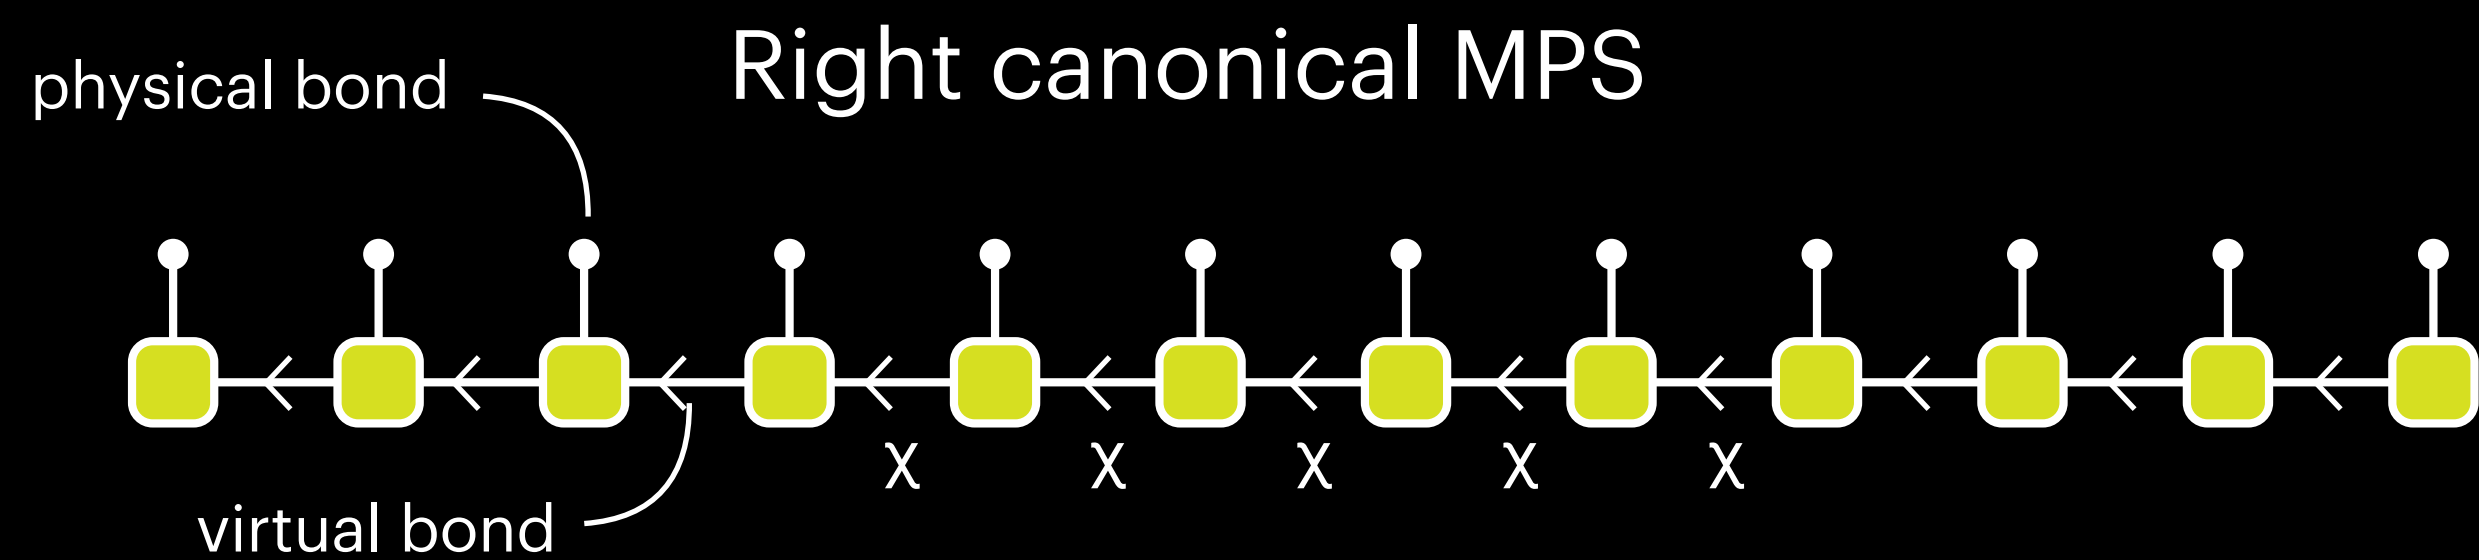 Right canonical MPS
physical bond
χ χ χ χ χ
virtual bond